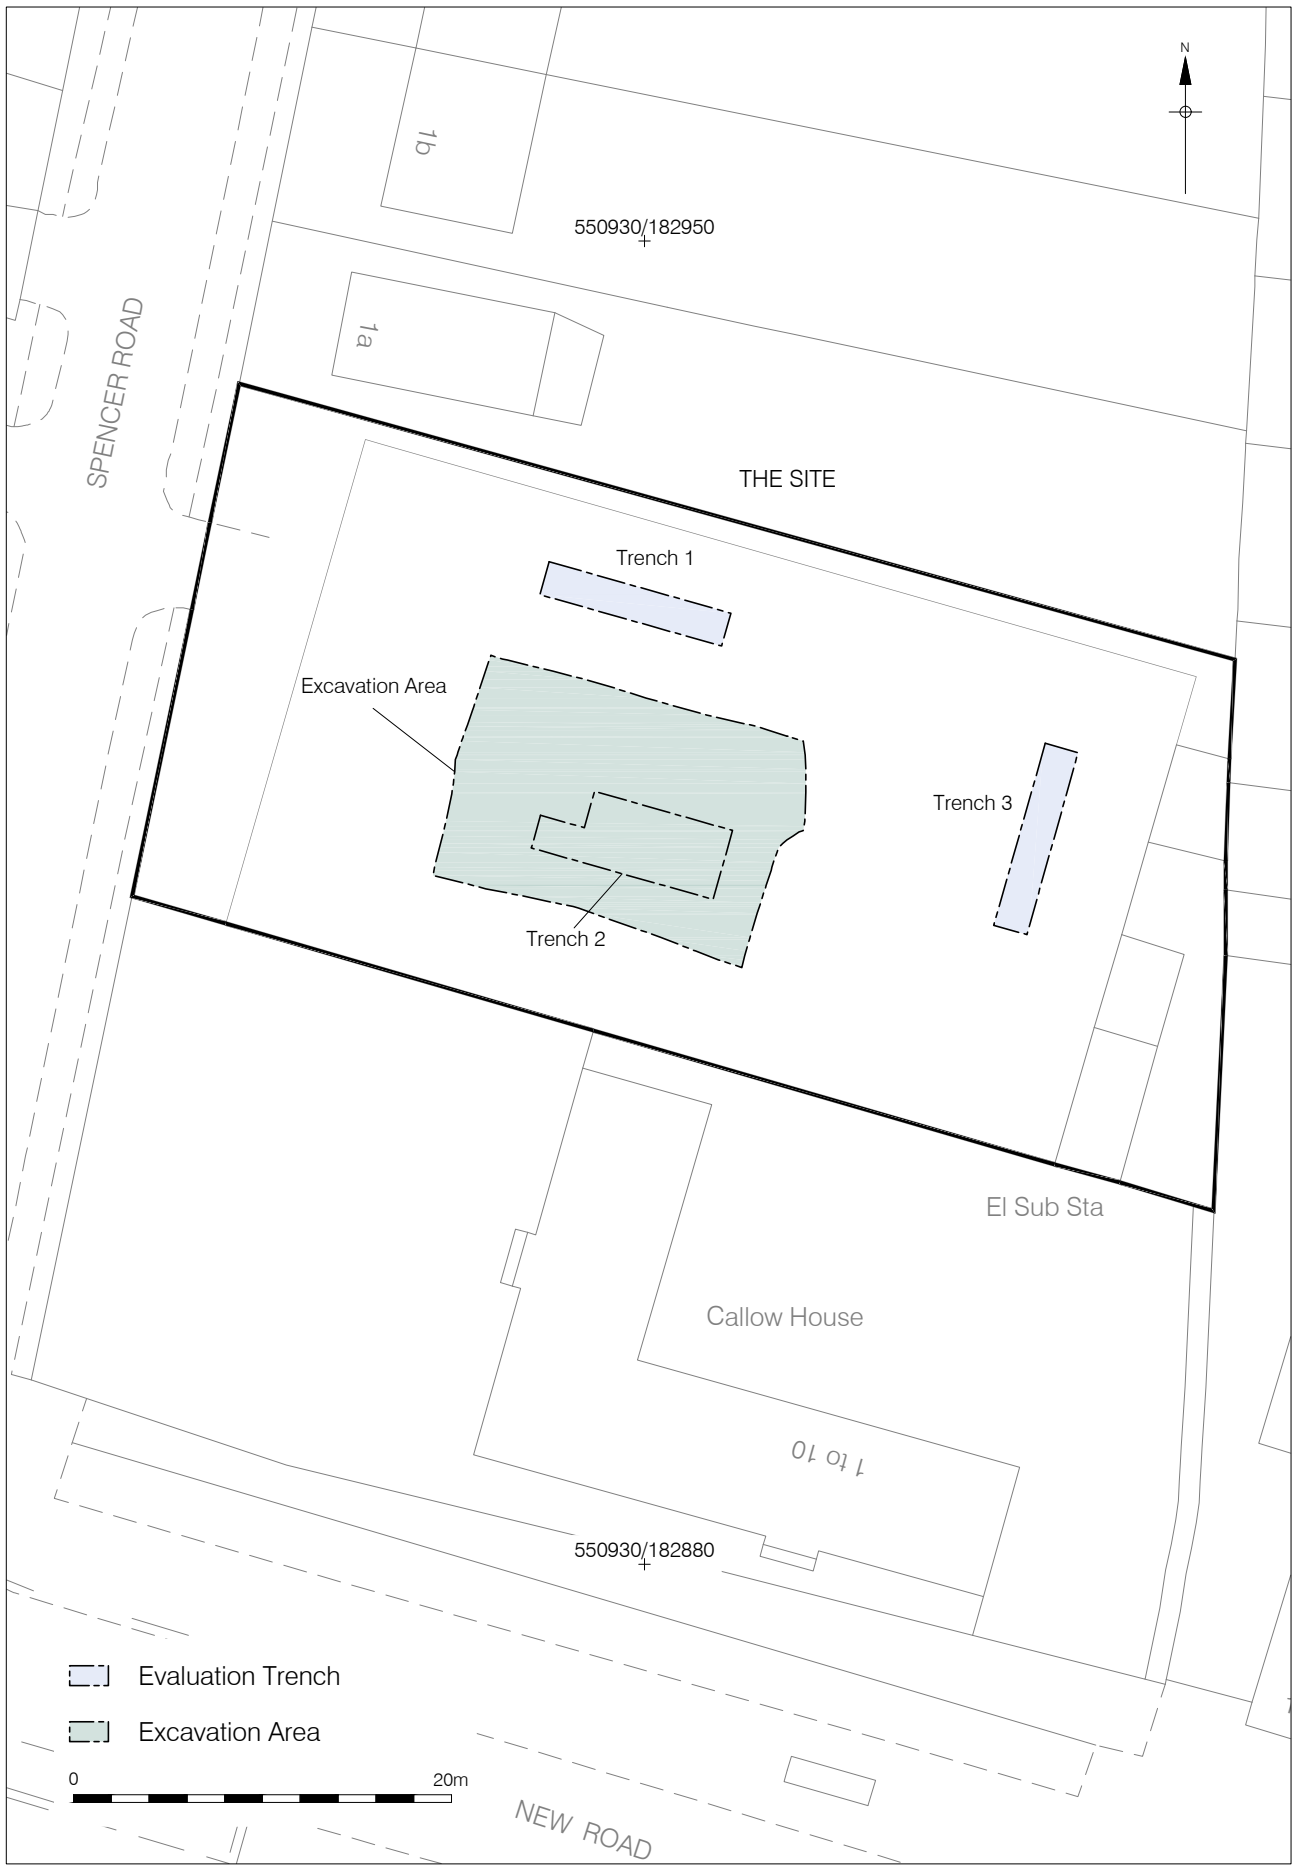 N
1b
550930/182950
1a
SPENCER ROAD
THE SITE
Trench 1
Excavation Area
Trench 3
Trench 2
El Sub Sta
Callow House
1 to 10
550930/182880
Evaluation Trench
Excavation Area
0 20m
NEW ROAD